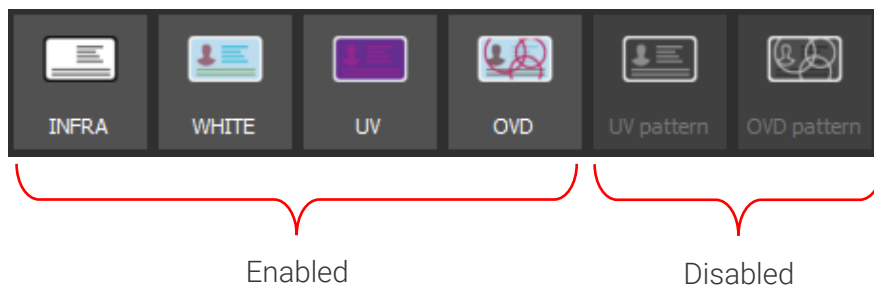 INFRA WHITE UV OVD UV pattern OVD pattern
Enabled Disabled